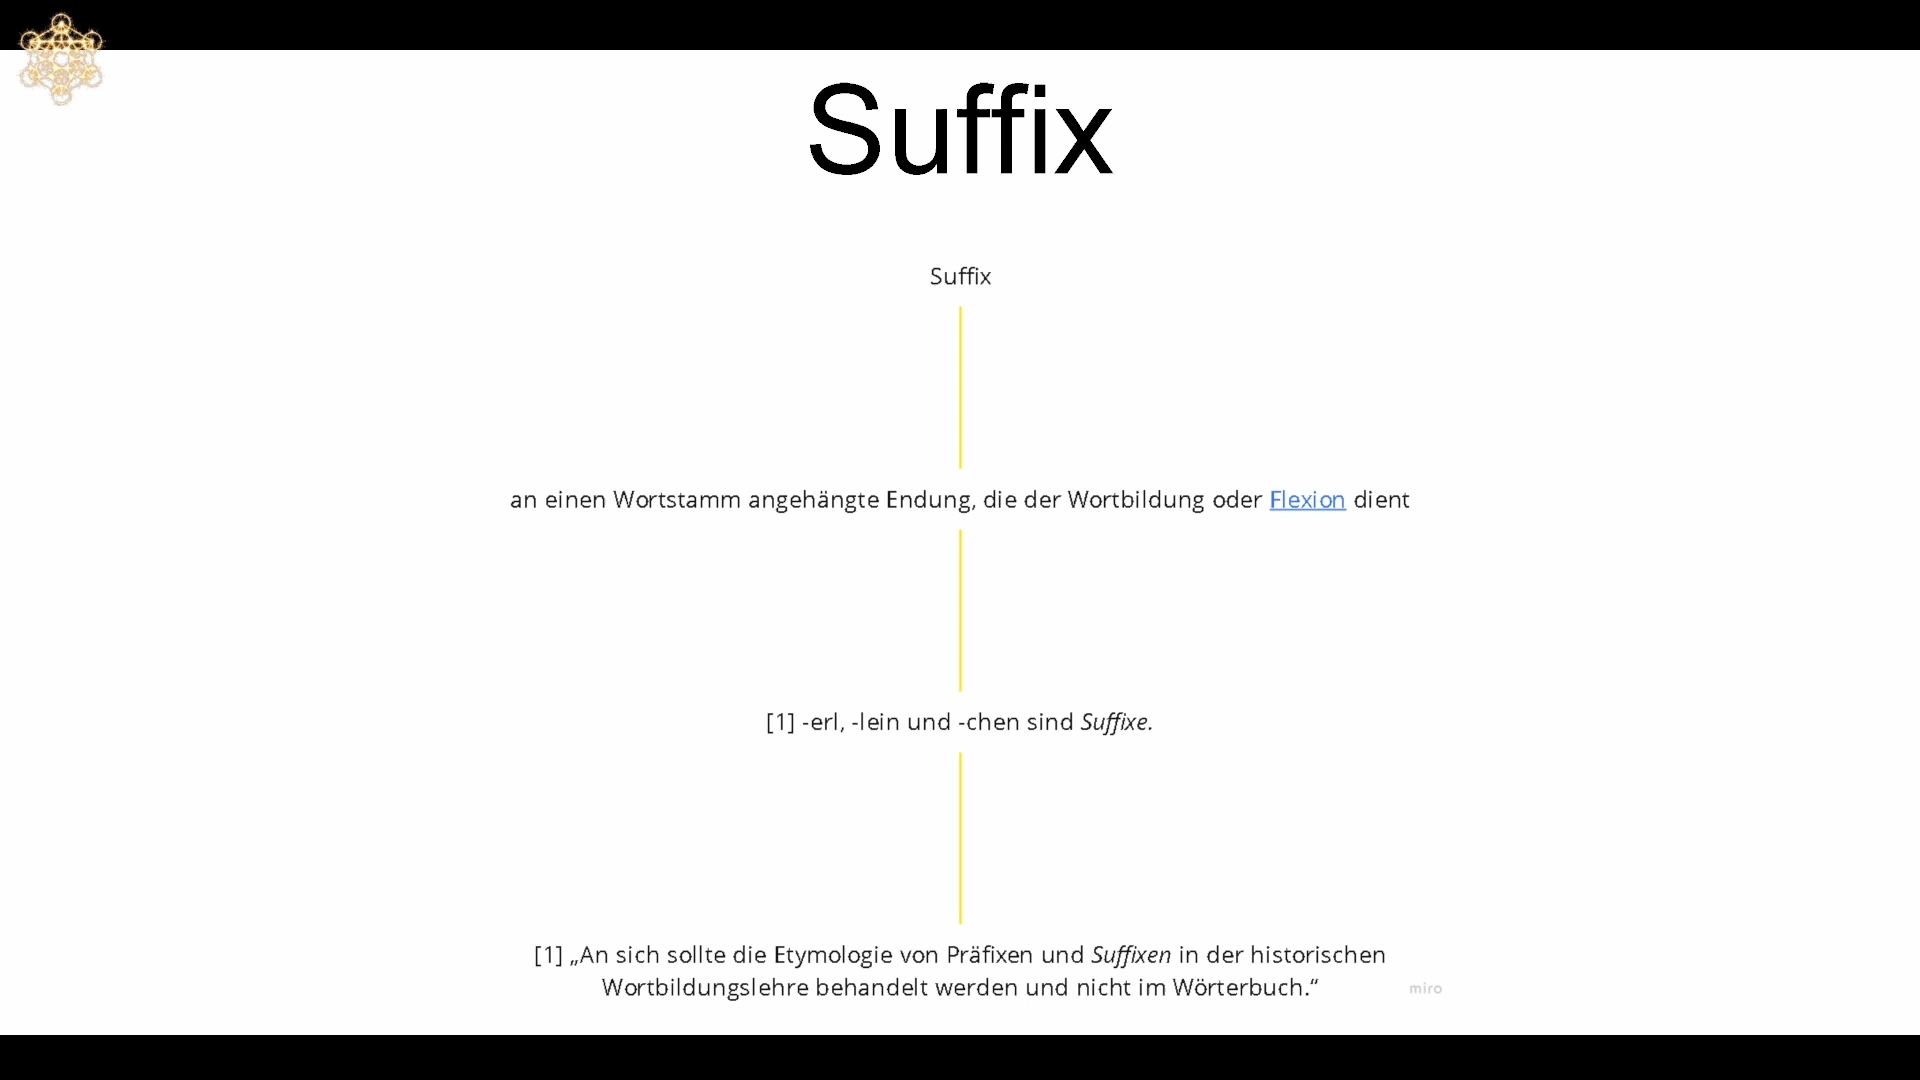 Suffix
Suffix
an einen Wortstamm angehängte Endung, die der Wortbildung oder Flexion dient
[1] -erl, -lein und -chen sind Suffixe.
[1] „An sich sollte die Etymologie von Präfixen und Suffixen in der historischen
Wortbildungslehre behandelt werden und nicht im Wörterbuch.“
miro